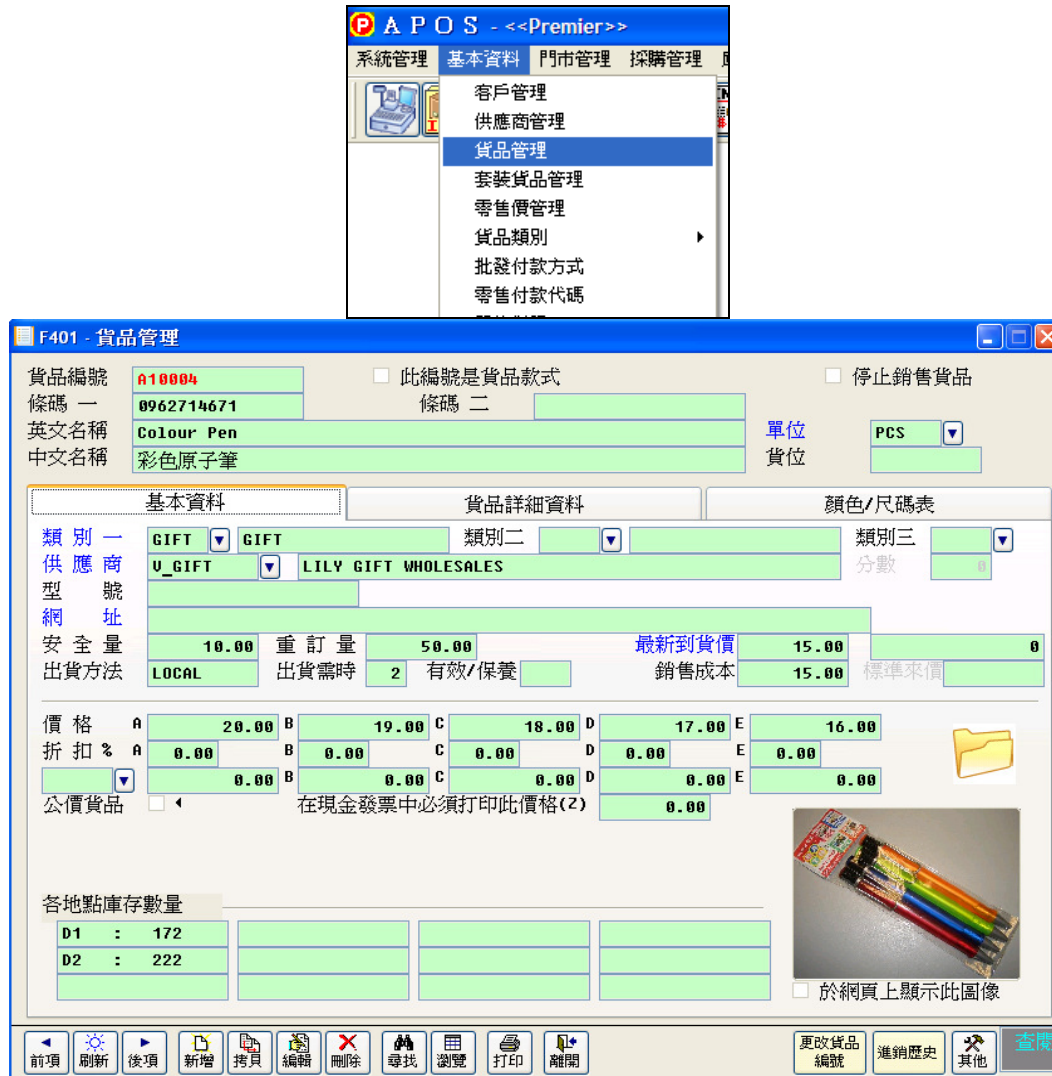 A P O S - <<Premier>>
系統管理 基本資料 門市管理 採購管理
客戶管理
供應商管理
貨品管理
套裝貨品管理
零售價管理
貨品類別
批發付款方式
零售付款代碼
F401 - 貨品管理
貨品編號 A10004 此編號是貨品款式 停止銷售貨品
條碼 一 0962714671 條碼 二
英文名稱 Colour Pen 單位 PCS
中文名稱 彩色原子筆 貨位
基本資料 貨品詳細資料 顏色/尺碼表
類 別 一 GIFT GIFT 類別二 類別三
供 應 商 V_GIFT LILY GIFT WHOLESALES 分數 0
型 號
網 址
安 全 量 10.00 重 訂 量 50.00 最新到貨價 15.00 0
出貨方法 LOCAL 出貨需時 2 有效/保養 銷售成本 15.00 標準來價
價 格 A 20.00 B 19.00 C 18.00 D 17.00 E 16.00
折 扣 % A 0.00 B 0.00 C 0.00 D 0.00 E 0.00
0.00 B 0.00 C 0.00 D 0.00 E 0.00
公價貨品 在現金發票中必須打印此價格(Z) 0.00
各地點庫存數量
D1 : 172
D2 : 222
於網頁上顯示此圖像
前項 刷新 後項 新增 拷貝 編輯 刪除 尋找 瀏覽 打印 離開 更改貨品編號 進銷歷史 其他 查閱